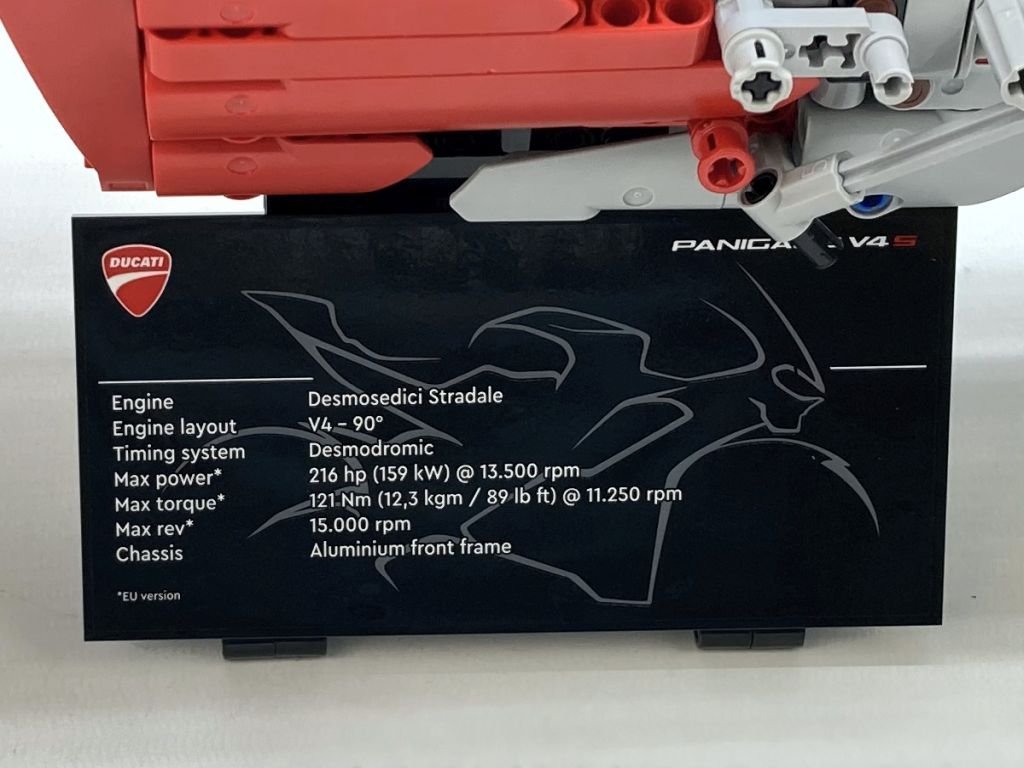 DUCATI
V4 S
Engine Desmosedici Stradale
Engine layout V4 - 90°
Timing system Desmodromic
Max power* 216 hp (159 kW) @ 13.500 rpm
Max torque* 121 Nm (12,3 kgm / 89 lb ft) @ 11.250 rpm
Max rev* 15.000 rpm
Chassis Aluminium front frame
*EU version